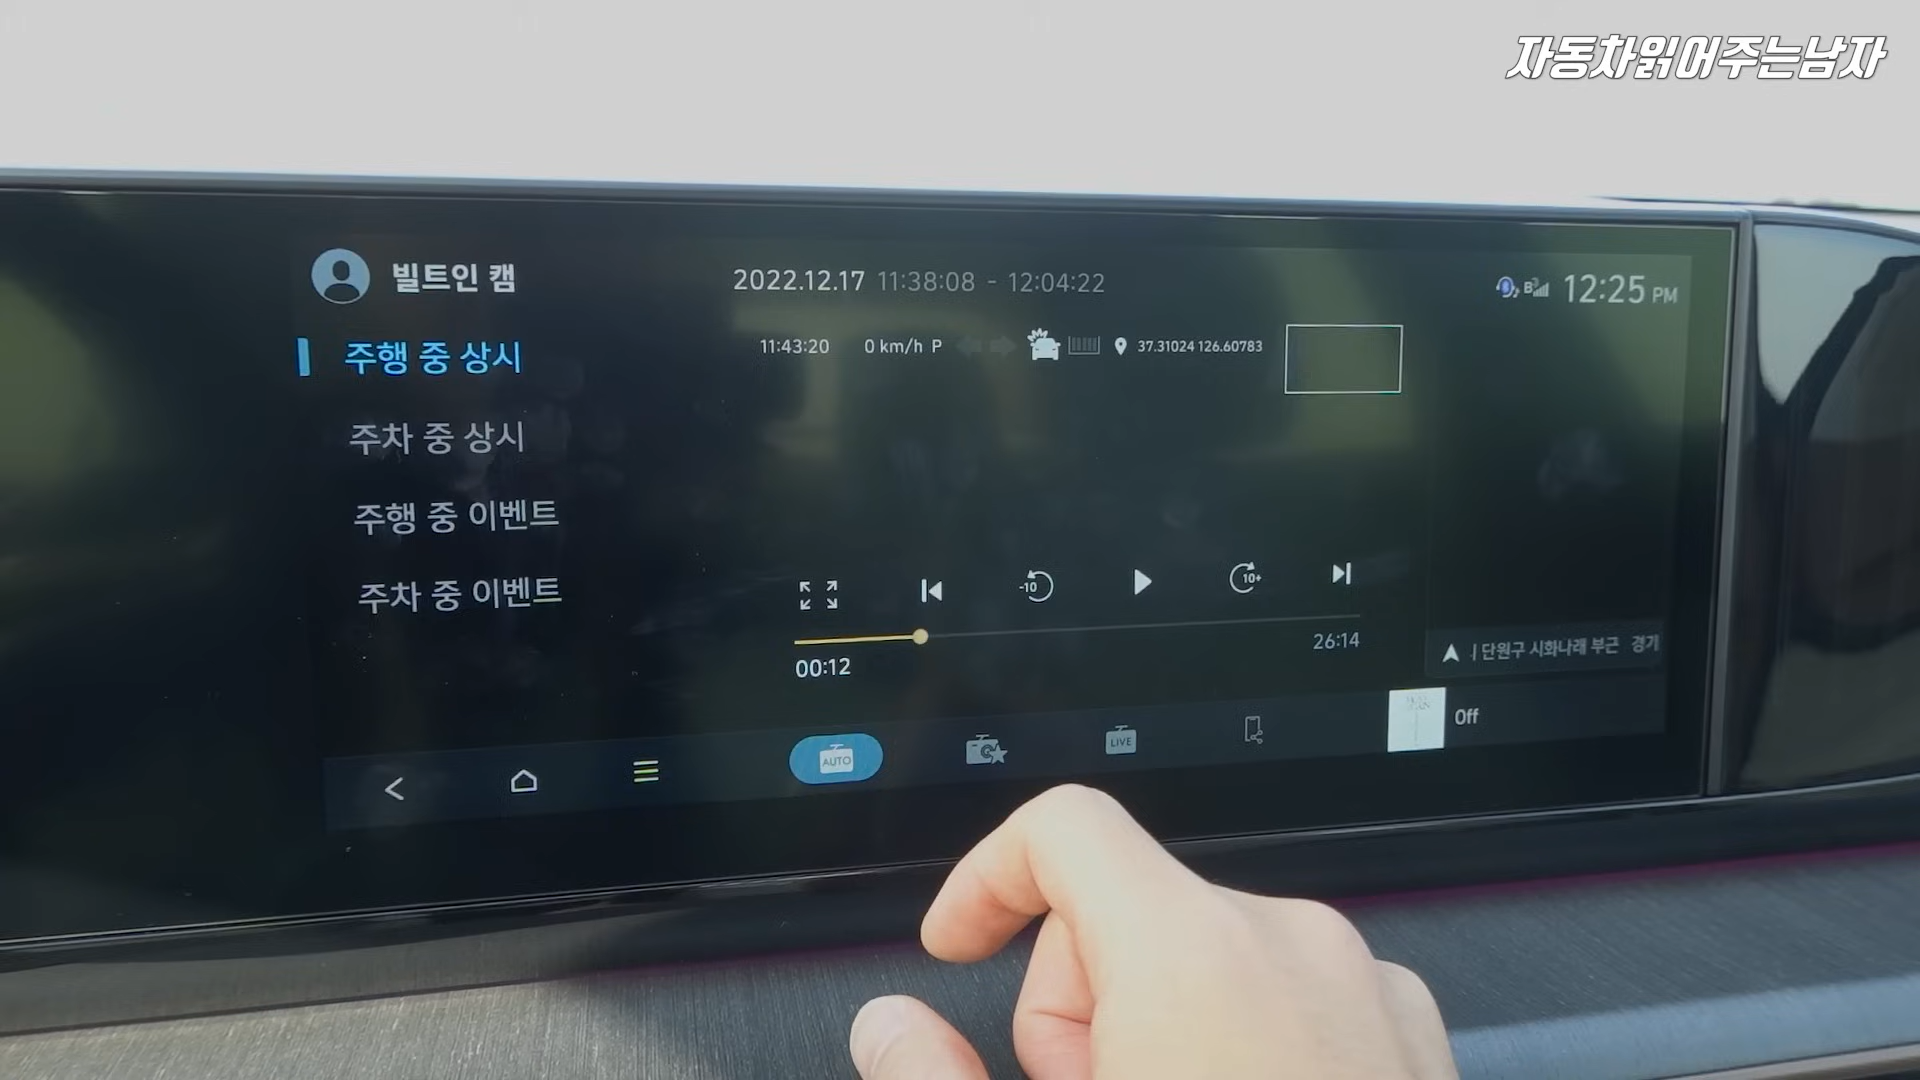 자동차읽어주는남자
빌트인 캠
2022.12.17 11:38:08 - 12:04:22
12:25 PM
주행 중 상시
11:43:20 0 km/h P 37.31024 126.60783
주차 중 상시
주행 중 이벤트
주차 중 이벤트
-10
10+
00:12
26:14
단원구 시화나래 부근 경기
AUTO
LIVE
Off